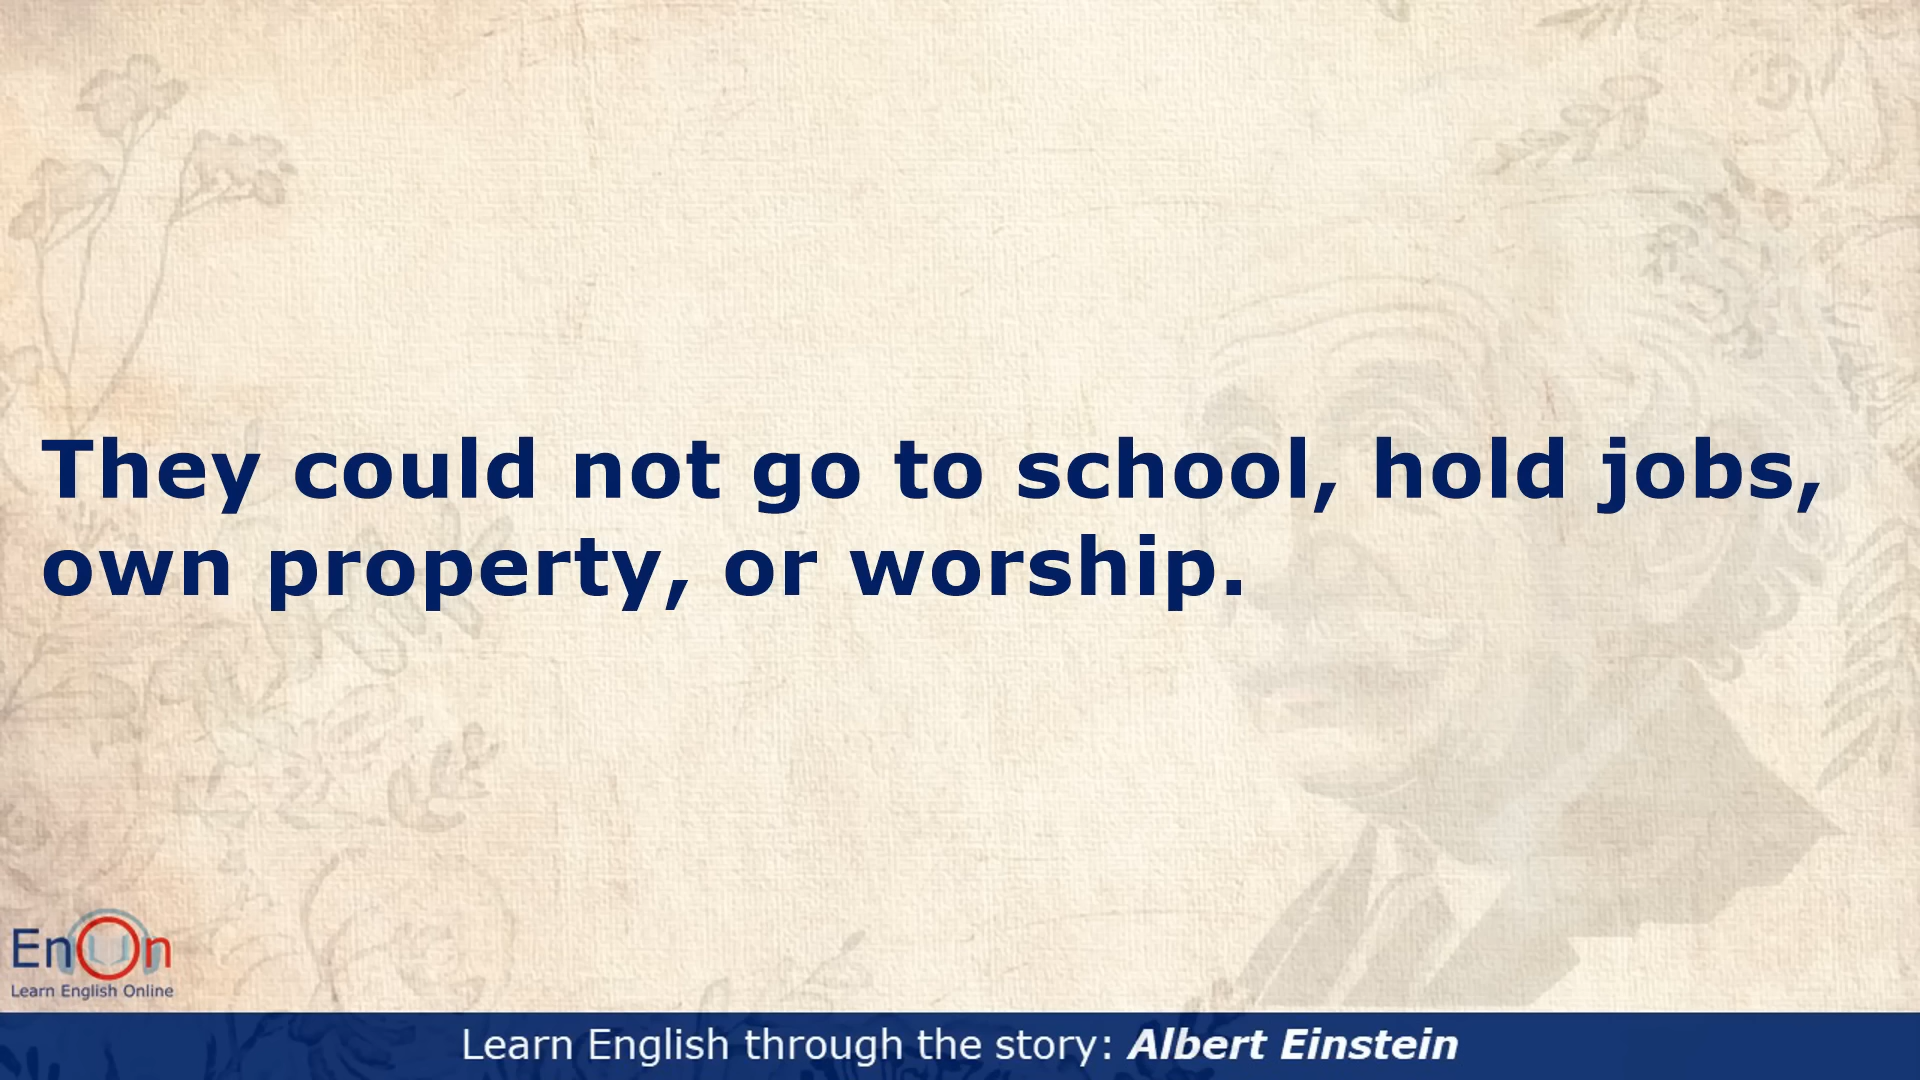 They could not go to school, hold jobs,
own property, or worship.
EnOn
Learn English Online
Learn English through the story: Albert Einstein